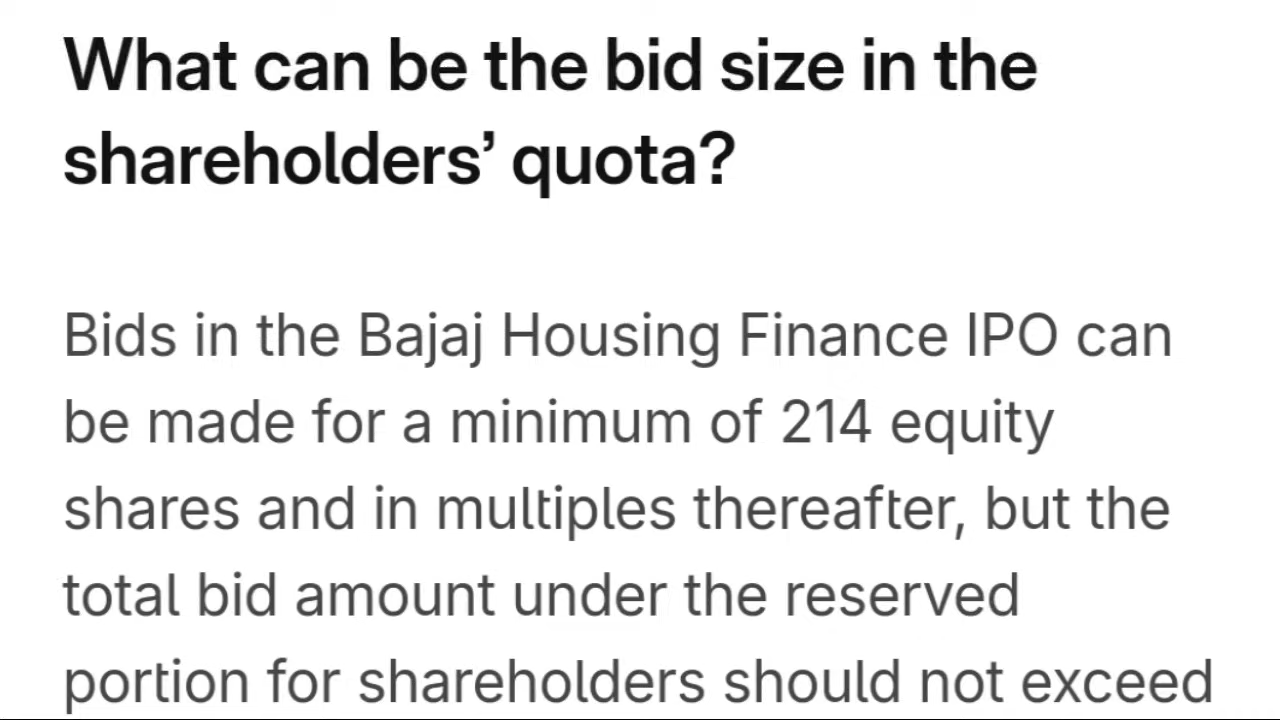 What can be the bid size in the
shareholders’ quota?
Bids in the Bajaj Housing Finance IPO can
be made for a minimum of 214 equity
shares and in multiples thereafter, but the
total bid amount under the reserved
portion for shareholders should not exceed